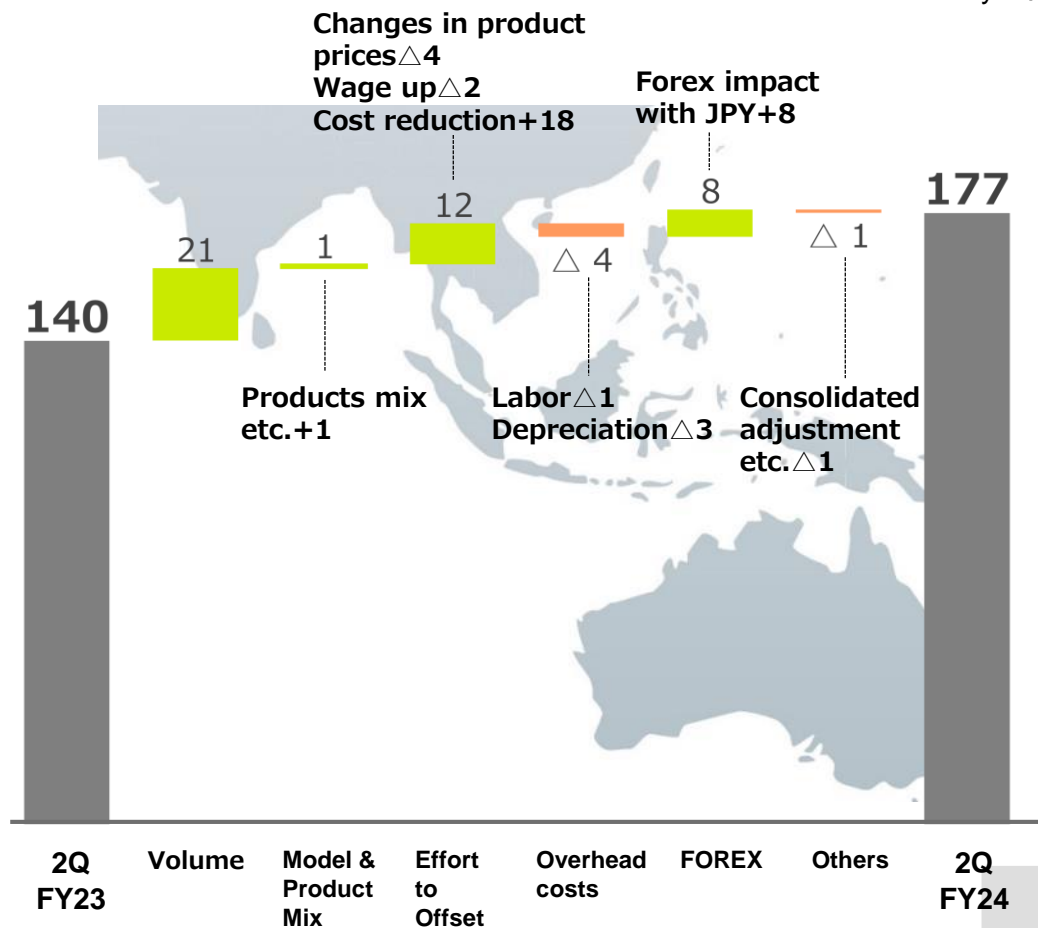 Changes in product
prices△4
Wage up△2
Cost reduction+18
Forex impact
with JPY+8
140
21
1
12
△ 4
8
△ 1
177
Products mix
etc.+1
Labor△1
Depreciation△3
Consolidated
adjustment
etc.△1
2Q
FY23
Volume
Model &
Product
Mix
Effort
to
Offset
Overhead
costs
FOREX
Others
2Q
FY24